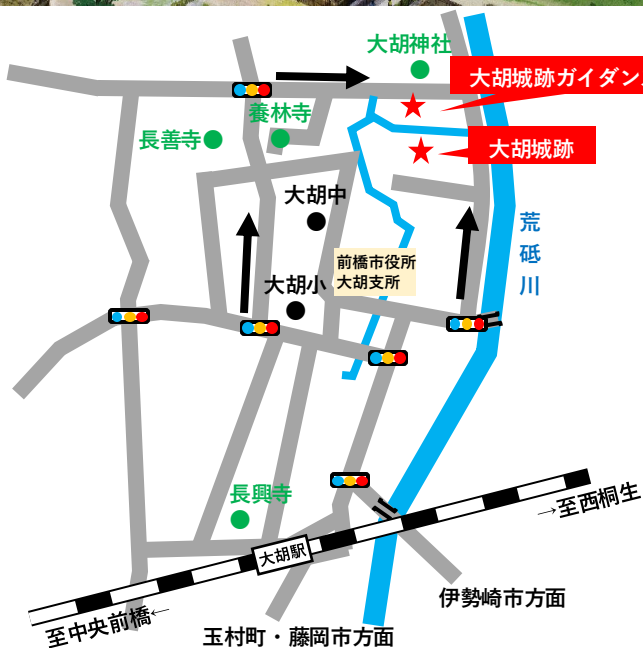 大胡神社
大胡城跡ガイダン
養林寺
長善寺
大胡城跡
大胡中
荒砥川
前橋市役所
大胡支所
大胡小
長興寺
→至西桐生
大胡駅
伊勢崎市方面
至中央前橋←
玉村町・藤岡市方面